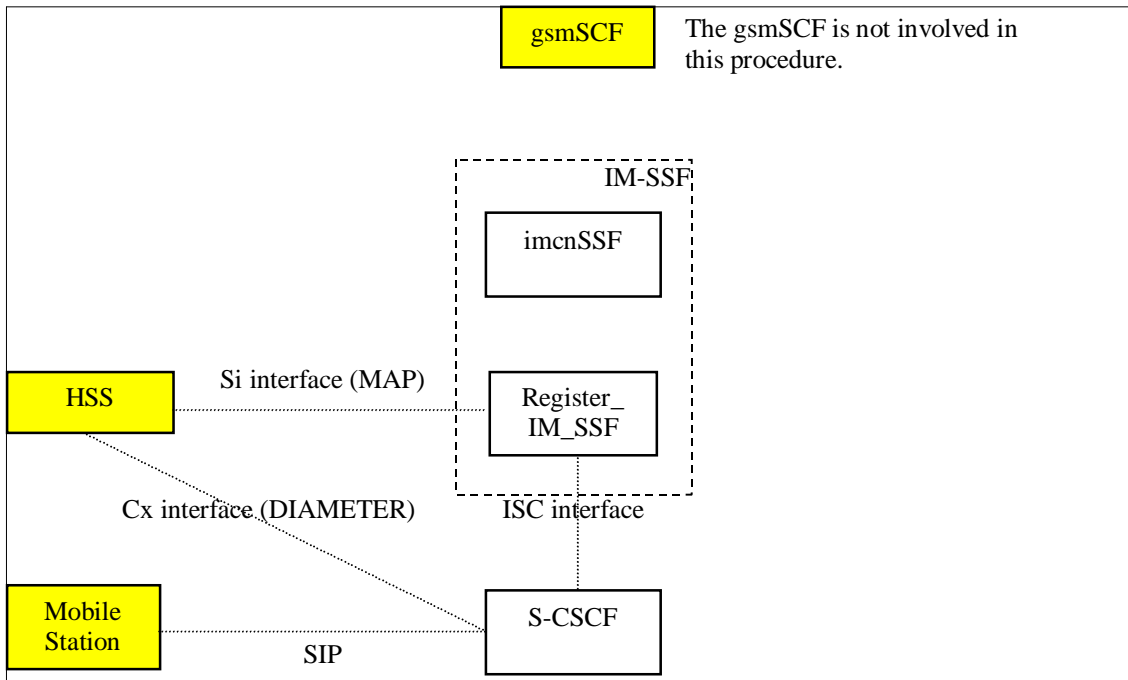 gsmSCF
The gsmSCF is not involved in
this procedure.
IM-SSF
imcnSSF
Si interface (MAP)
HSS
Register_
IM_SSF
Cx interface (DIAMETER)
ISC interface
Mobile
Station
S-CSCF
SIP